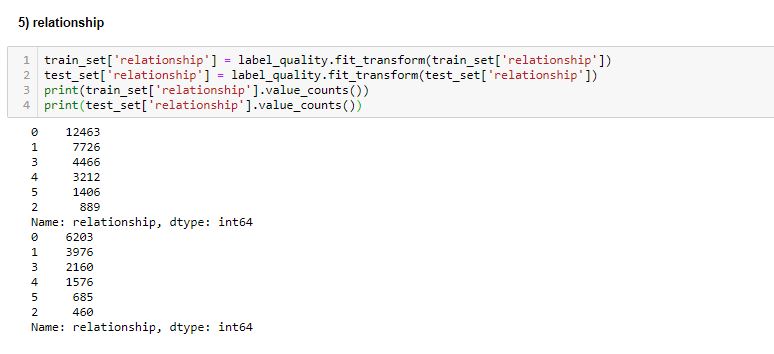 5) relationship
1 train_set['relationship'] = label_quality.fit_transform(train_set['relationship'])
2 test_set['relationship'] = label_quality.fit_transform(test_set['relationship'])
3 print(train_set['relationship'].value_counts())
4 print(test_set['relationship'].value_counts())
0    12463
1     7726
3     4466
4     3212
5     1406
2      889
Name: relationship, dtype: int64
0    6203
1    3976
3    2160
4    1576
5     685
2     460
Name: relationship, dtype: int64